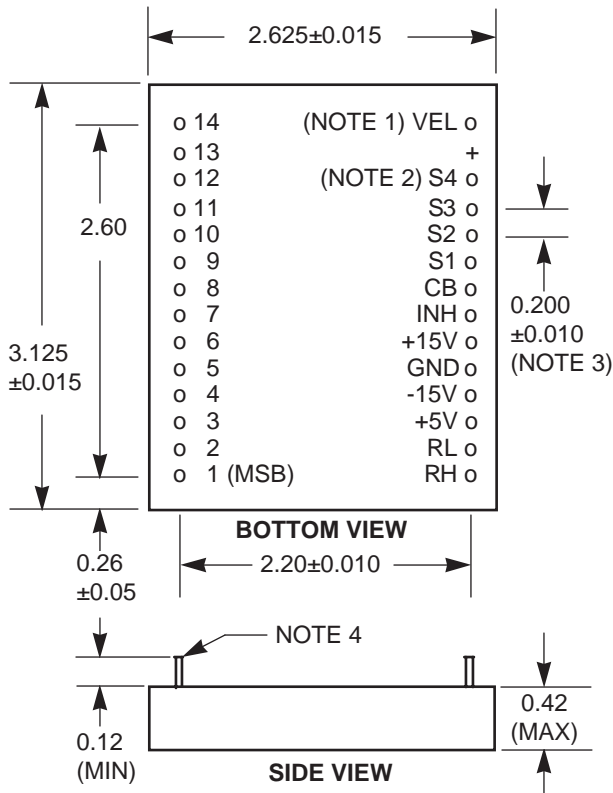 2.625±0.015
o 14 (NOTE 1) VEL o
o 13 +
o 12 (NOTE 2) S4 o
o 11 S3 o
o 10 S2 o
o 9 S1 o
o 8 CB o
o 7 INH o
o 6 +15V o
o 5 GND o
o 4 -15V o
o 3 +5V o
o 2 RL o
o 1 (MSB) RH o
2.60
3.125
±0.015
0.200
±0.010
(NOTE 3)
BOTTOM VIEW
0.26
±0.05
2.20±0.010
NOTE 4
0.12
(MIN)
0.42
(MAX)
SIDE VIEW